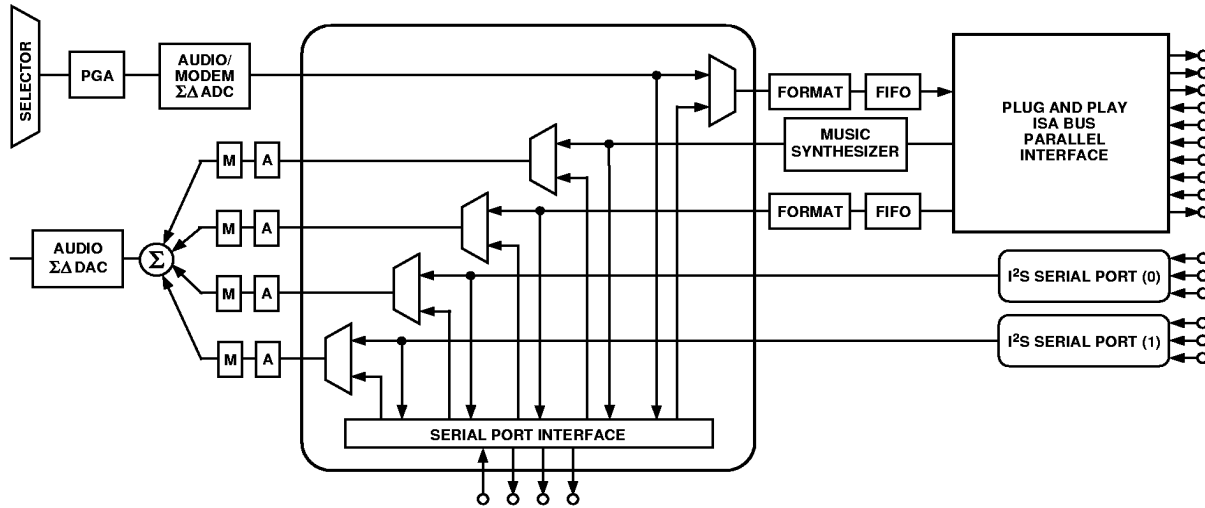 SELECTOR
PGA
AUDIO/
MODEM
ΣΔ ADC
FORMAT
FIFO
PLUG AND PLAY
ISA BUS
PARALLEL
INTERFACE
MUSIC
SYNTHESIZER
M
A
FORMAT
FIFO
M
A
AUDIO
ΣΔ DAC
Σ
M
A
I²S SERIAL PORT (0)
M
A
I²S SERIAL PORT (1)
SERIAL PORT INTERFACE